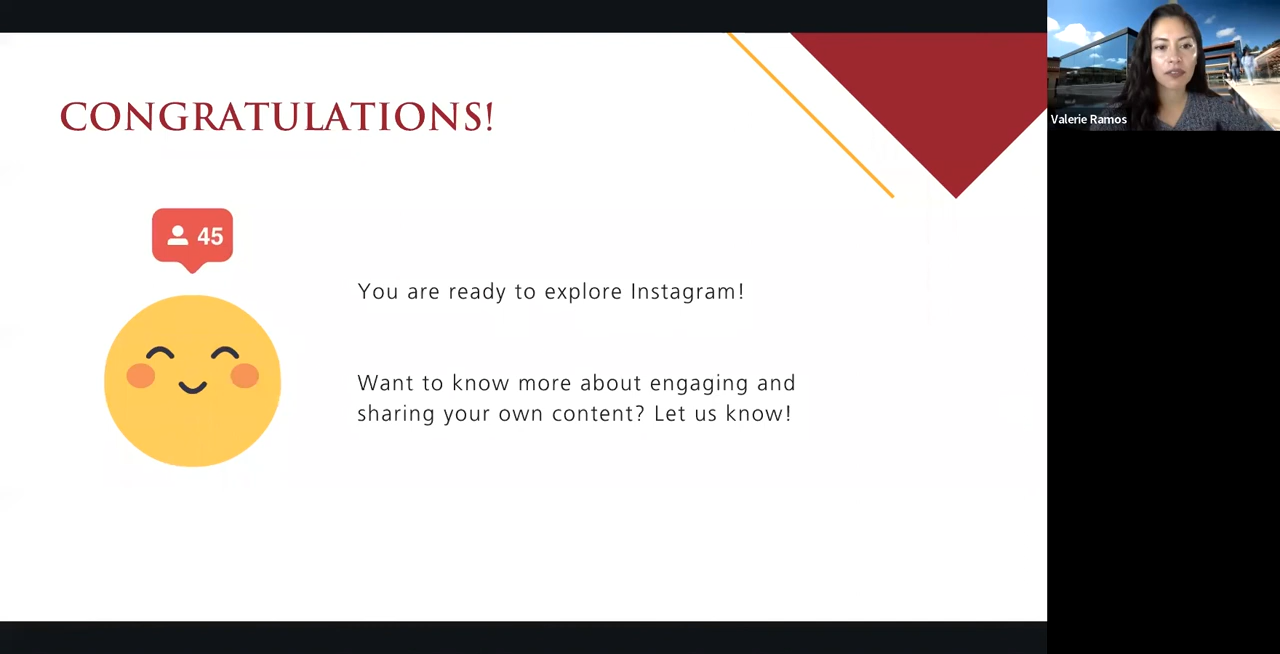 CONGRATULATIONS!
45
You are ready to explore Instagram!
Want to know more about engaging and
sharing your own content? Let us know!
Valerie Ramos